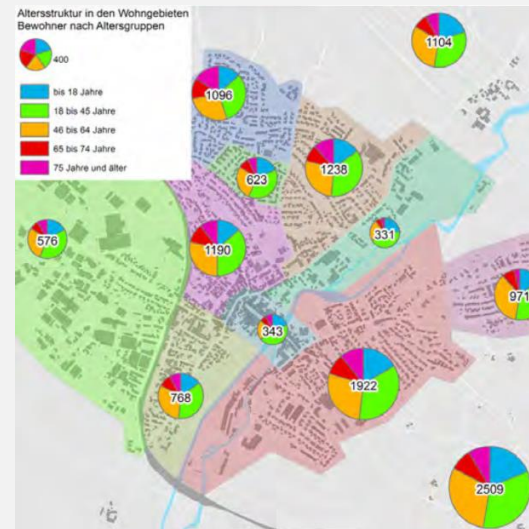 Altersstruktur in den Wohngebieten
Bewohner nach Altersgruppen
400
bis 18 Jahre
18 bis 45 Jahre
46 bis 64 Jahre
65 bis 74 Jahre
75 Jahre und älter
1104
1096
623
1238
576
1190
331
971
343
768
1922
2509